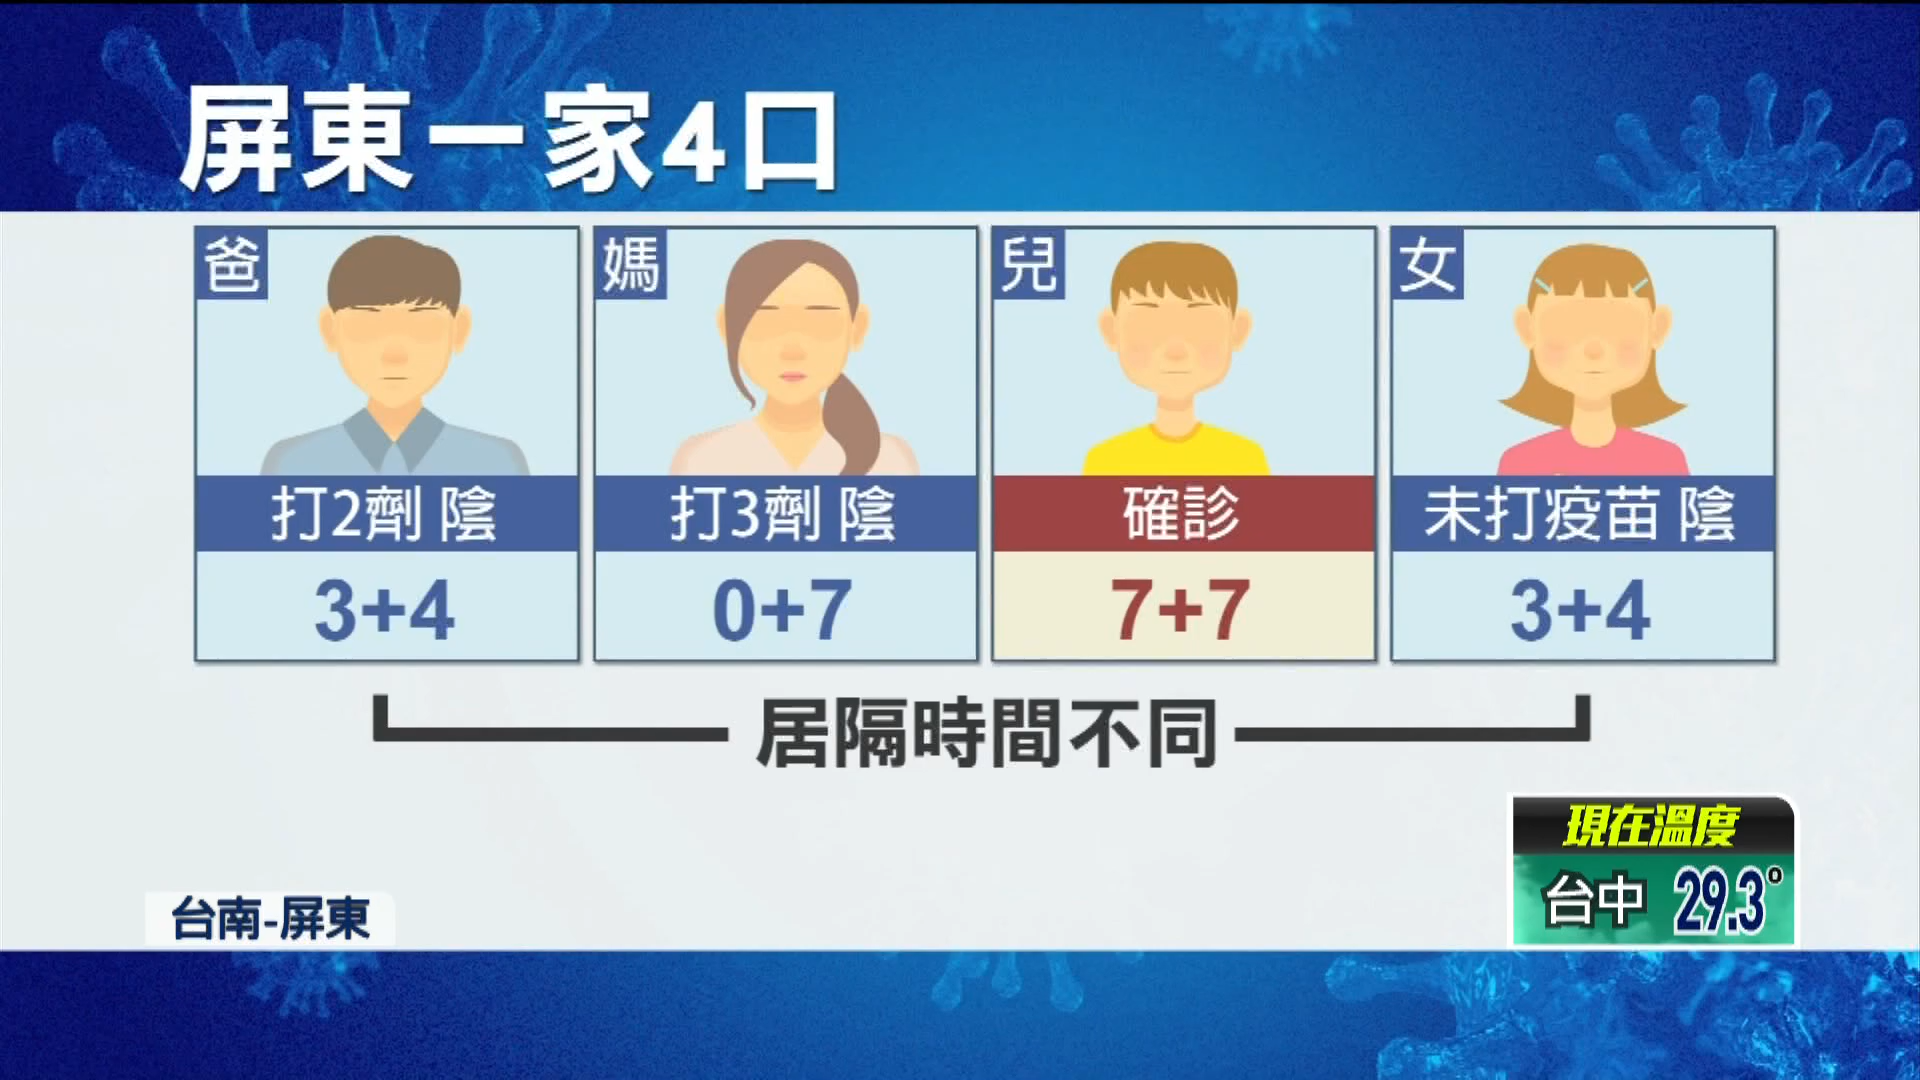 屏東一家4口
爸
媽
兒
女
打2劑 陰
打3劑 陰
確診
未打疫苗 陰
3+4
0+7
7+7
3+4
居隔時間不同
現在溫度
台中 29.3°
台南-屏東